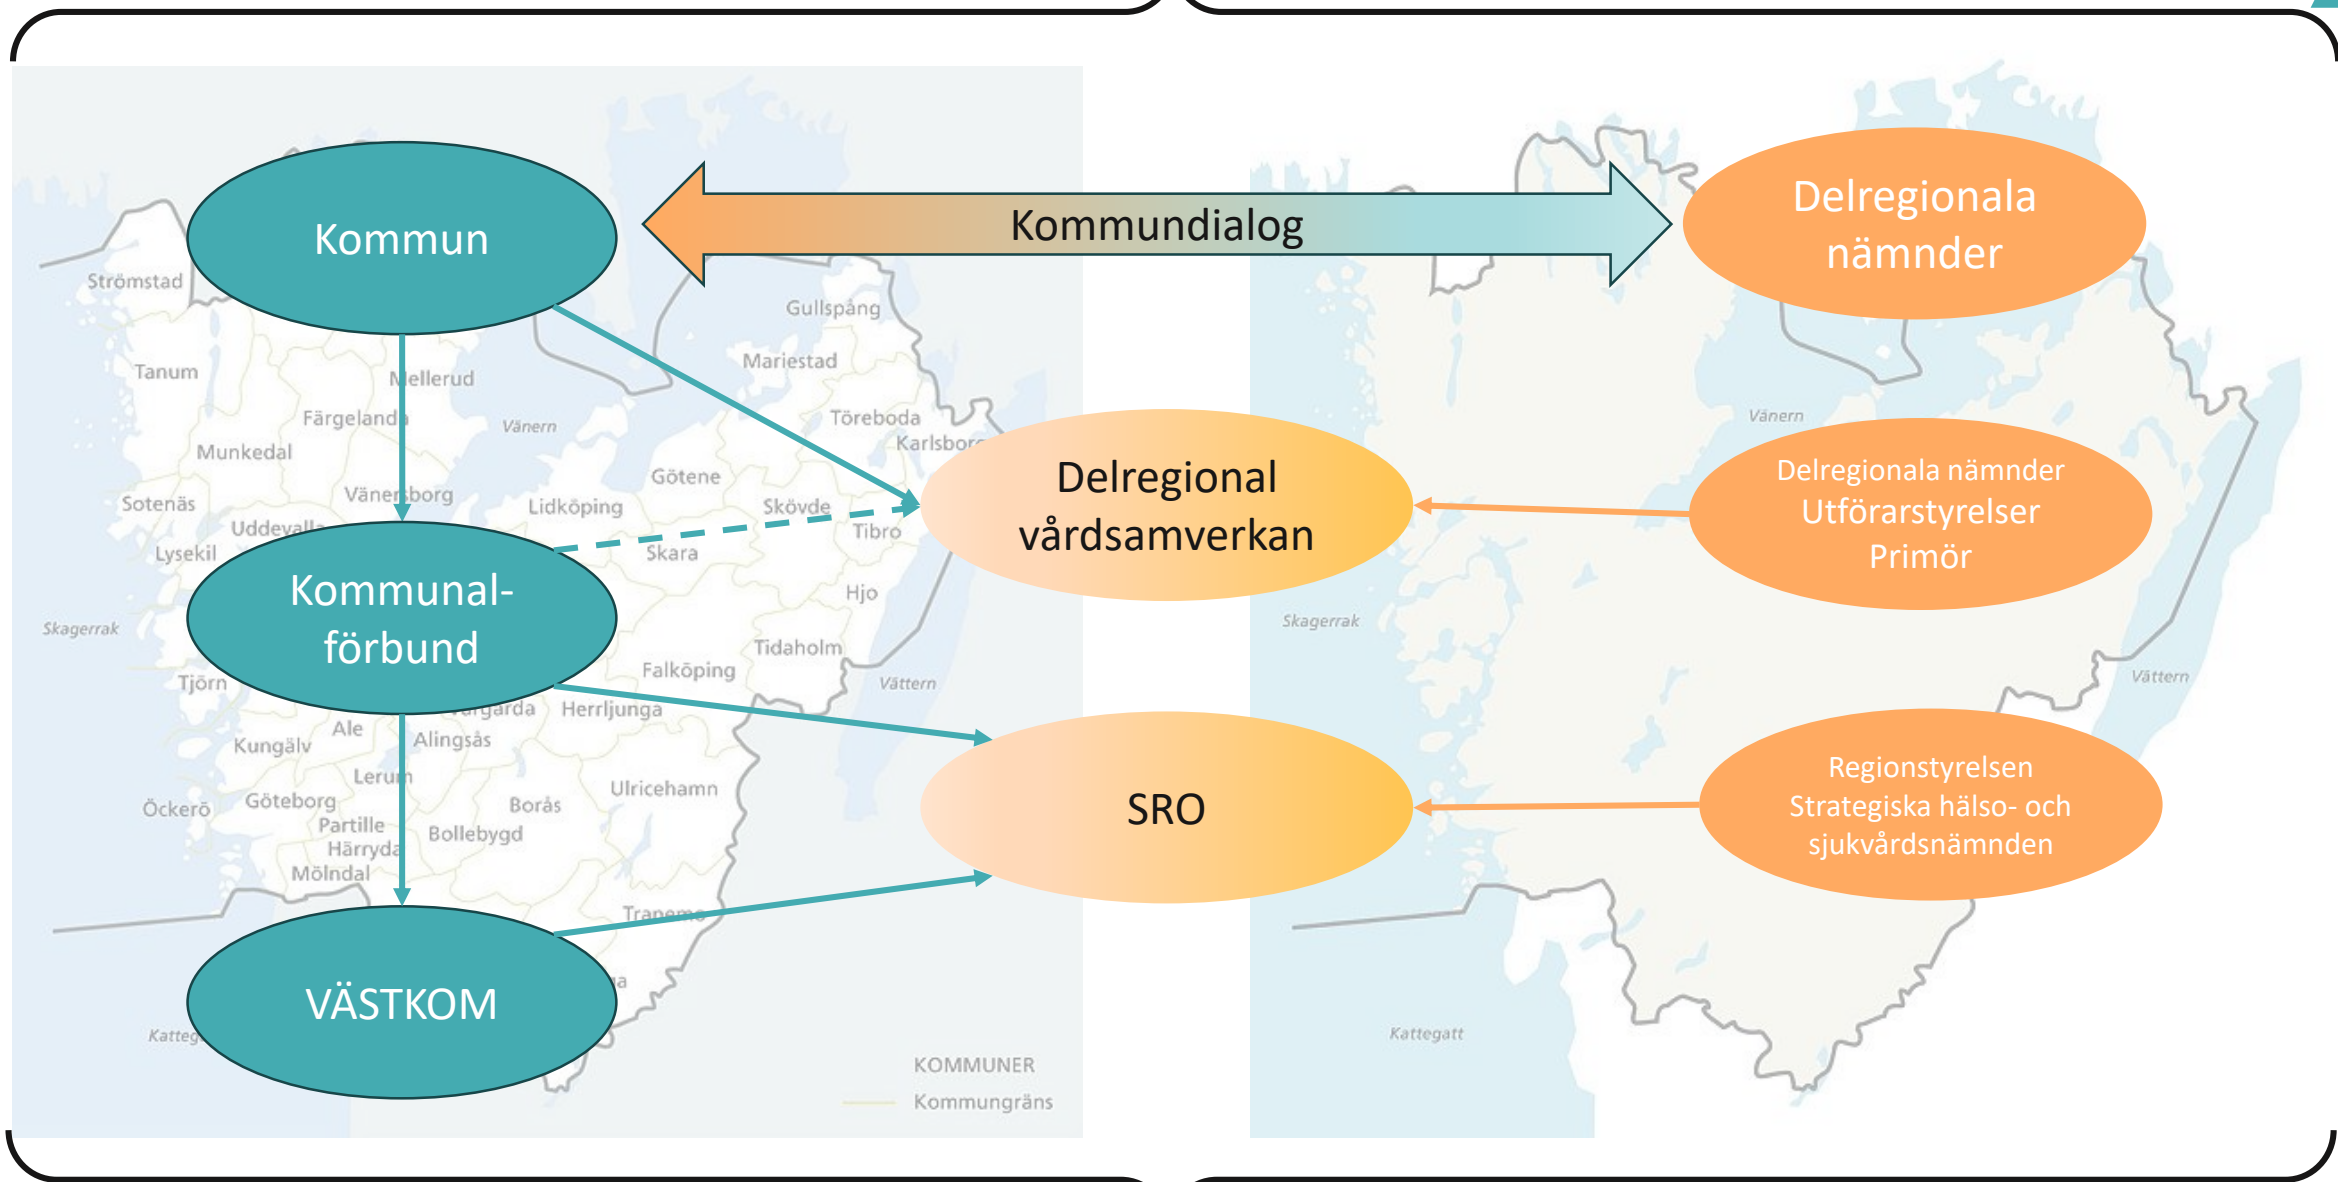 Kommun
Kommundialog
Delregionala
nämnder
Strömstad
Gullspång
Tanum
Mellerud
Mariestad
Färgelanda
Vänern
Töreboda
Karlsborg
Munkedal
Götene
Vänersborg
Sotenäs
Lidköping
Skövde
Uddevalla
Tibro
Lysekil
Skara
Hjo
Delregional
vårdsamverkan
Vänern
Delregionala nämnder
Utförarstyrelser
Primör
Kommunal-
förbund
Skagerrak
Tidaholm
Falköping
Tjörn
Vättern
Skagerrak
Vättern
Herrljunga
Ale
Kungälv
Alingsås
Lerum
Ulricehamn
Öckerö
Göteborg
Borås
Partille
Bollebygd
Härryda
Mölndal
SRO
Regionstyrelsen
Strategiska hälso- och
sjukvårdsnämnden
Tranemo
VÄSTKOM
Kattegatt
KOMMUNER
Kommungräns